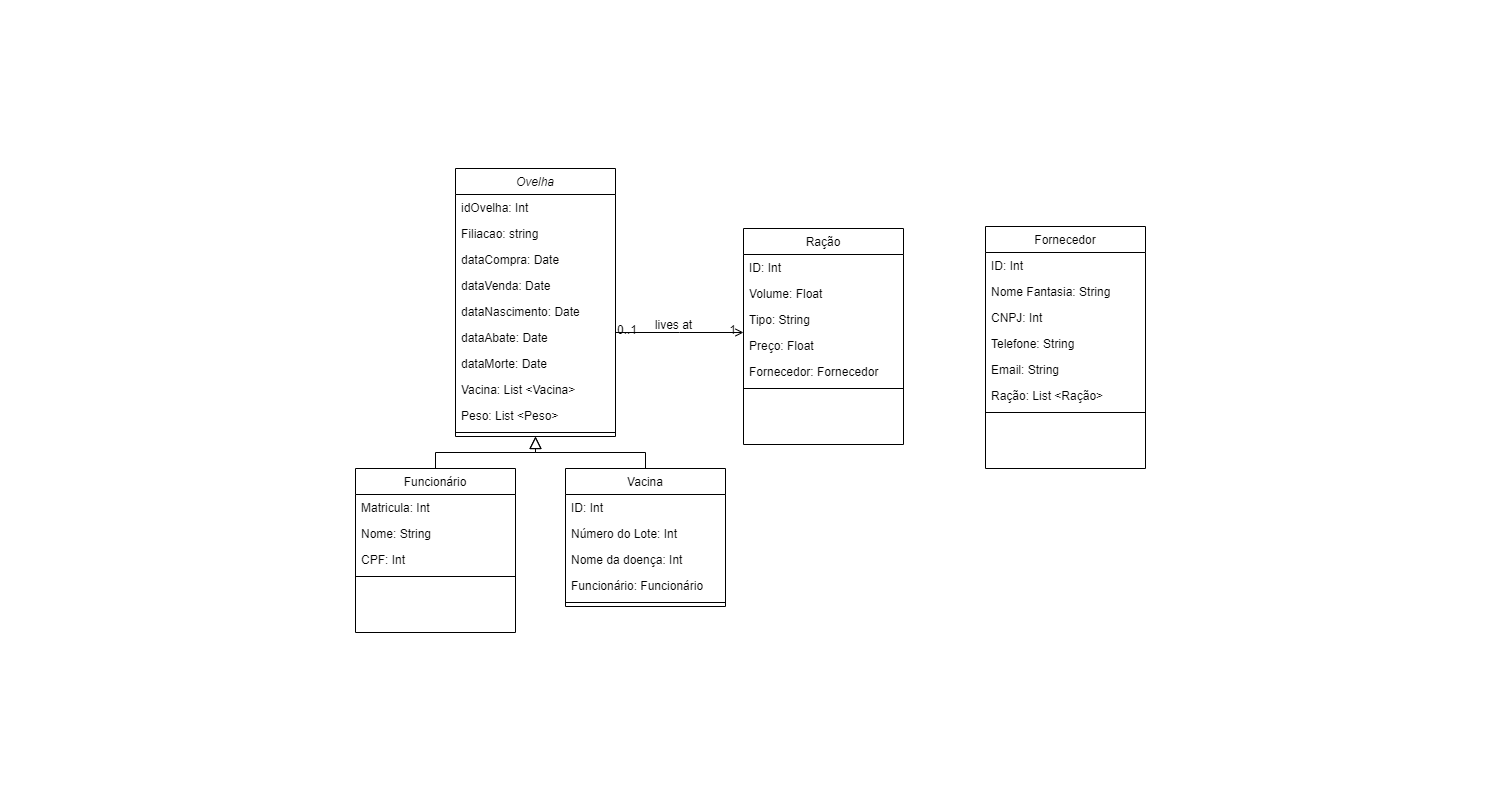 Ovelha
idOvelha: Int
Filiacao: string
dataCompra: Date
dataVenda: Date
dataNascimento: Date
dataAbate: Date
dataMorte: Date
Vacina: List <Vacina>
Peso: List <Peso>
0..1
lives at
1
Ração
ID: Int
Volume: Float
Tipo: String
Preço: Float
Fornecedor: Fornecedor
Fornecedor
ID: Int
Nome Fantasia: String
CNPJ: Int
Telefone: String
Email: String
Ração: List <Ração>
Funcionário
Matricula: Int
Nome: String
CPF: Int
Vacina
ID: Int
Número do Lote: Int
Nome da doença: Int
Funcionário: Funcionário